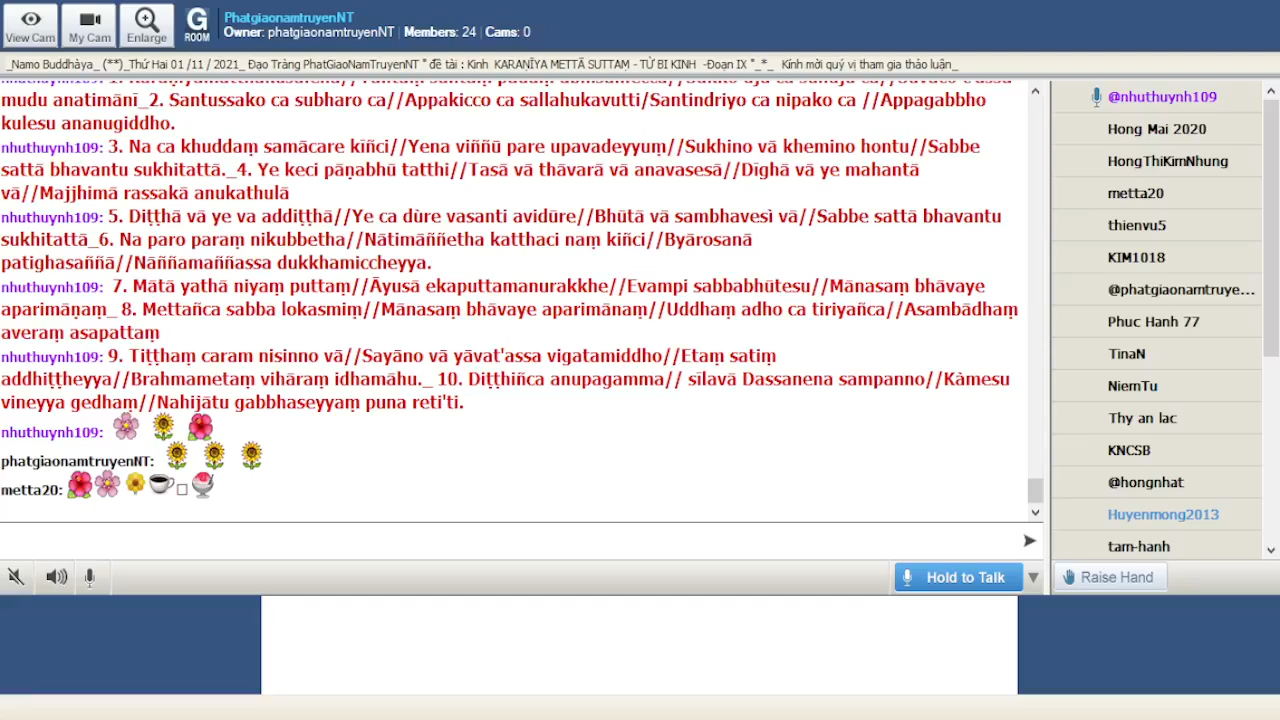 View Cam
My Cam
Enlarge
G
ROOM
PhatgiaonamtruyenNT
Owner: phatgiaonamtruyenNT | Members: 24 | Cams: 0
_Namo Buddhàya_ (**)_Thứ Hai 01 /11 / 2021_ Đạo Tràng PhatGiaoNamTruyenNT " đề tài : Kinh KARAṆĪYA METTĀ SUTTAṂ - TỪ BI KINH -Đoạn IX "_*_ Kính mời quý vị tham gia thảo luận_
mudu anatimānī_2. Santussako ca subharo ca//Appakicco ca sallahukavutti/Santindriyo ca nipako ca //Appagabbho
kulesu ananugiddho.
nhuthuynh109: 3. Na ca khuddaṃ samācare kiñci//Yena viññū pare upavadeyyuṃ//Sukhino vā khemino hontu//Sabbe
sattā bhavantu sukhitattā._4. Ye keci pāṇabhū tatthi//Tasā vā thāvarā vā anavasesā//Dīghā vā ye mahantā
vā//Majjhimā rassakā anukathulā
nhuthuynh109: 5. Diṭṭhā vā ye va addiṭṭhā//Ye ca dùre vasanti avidūre//Bhūtā vā sambhavesì vā//Sabbe sattā bhavantu
sukhitattā_6. Na paro paraṃ nikubbetha//Nātimāññetha katthaci naṃ kiñci//Byārosanā
patighasaññā//Nāññamaññassa dukkhamiccheyya.
nhuthuynh109: 7. Mātā yathā niyaṃ puttaṃ//Āyusā ekaputtamanurakkhe//Evampi sabbabhūtesu//Mānasaṃ bhāvaye
aparimāṇaṃ_ 8. Mettañca sabba lokasmiṃ//Mānasaṃ bhāvaye aparimānaṃ//Uddhaṃ adho ca tiriyañca//Asambādhaṃ
averaṃ asapattaṃ
nhuthuynh109: 9. Tiṭṭhaṃ caram nisinno vā//Sayāno vā yāvat'assa vigatamiddho//Etaṃ satiṃ
addhiṭṭheyya//Brahmametaṃ vihāraṃ idhamāhu._ 10. Diṭṭhiñca anupagamma// sīlavā Dassanena sampanno//Kàmesu
vineyya gedhaṃ//Nahijātu gabbhaseyyaṃ puna reti'ti.
nhuthuynh109:
phatgiaonamtruyenNT:
metta20:
@nhuthuynh109
Hong Mai 2020
HongThiKimNhung
metta20
thienvu5
KIM1018
@phatgiaonamtruye...
Phuc Hanh 77
TinaN
NiemTu
Thy an lac
KNCSB
@hongnhat
Huyenmong2013
tam-hanh
Hold to Talk
Raise Hand